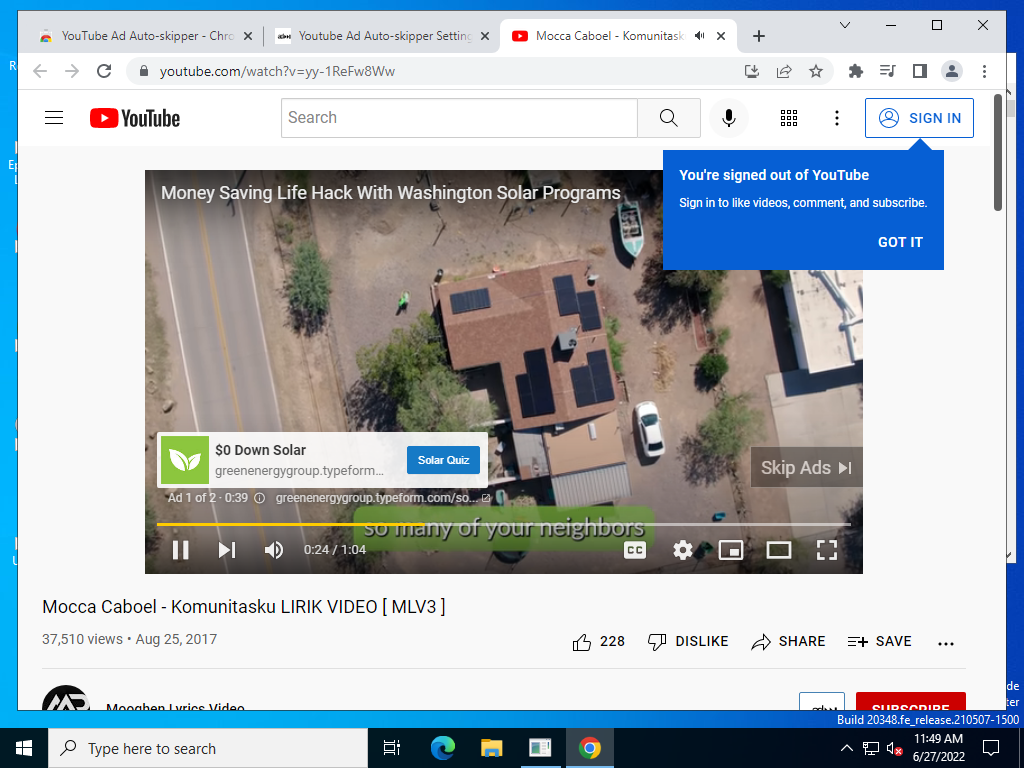 YouTube Ad Auto-skipper - Chro
Youtube Ad Auto-skipper Setting
Mocca Caboel - Komunitask
youtube.com/watch?v=yy-1ReFw8Ww
YouTube
Search
SIGN IN
You're signed out of YouTube
Sign in to like videos, comment, and subscribe.
GOT IT
Money Saving Life Hack With Washington Solar Programs
$0 Down Solar
greenenergygroup.typeform...
Solar Quiz
Skip Ads
Ad 1 of 2 · 0:39
greenenergygroup.typeform.com/so...
so many of your neighbors
0:24 / 1:04
CC
Mocca Caboel - Komunitasku LIRIK VIDEO [ MLV3 ]
37,510 views • Aug 25, 2017
228
DISLIKE
SHARE
SAVE
Mooghen Lyrics Video
SUBSCRIBE
Build 20348.fe_release.210507-1500
Type here to search
11:49 AM
6/27/2022